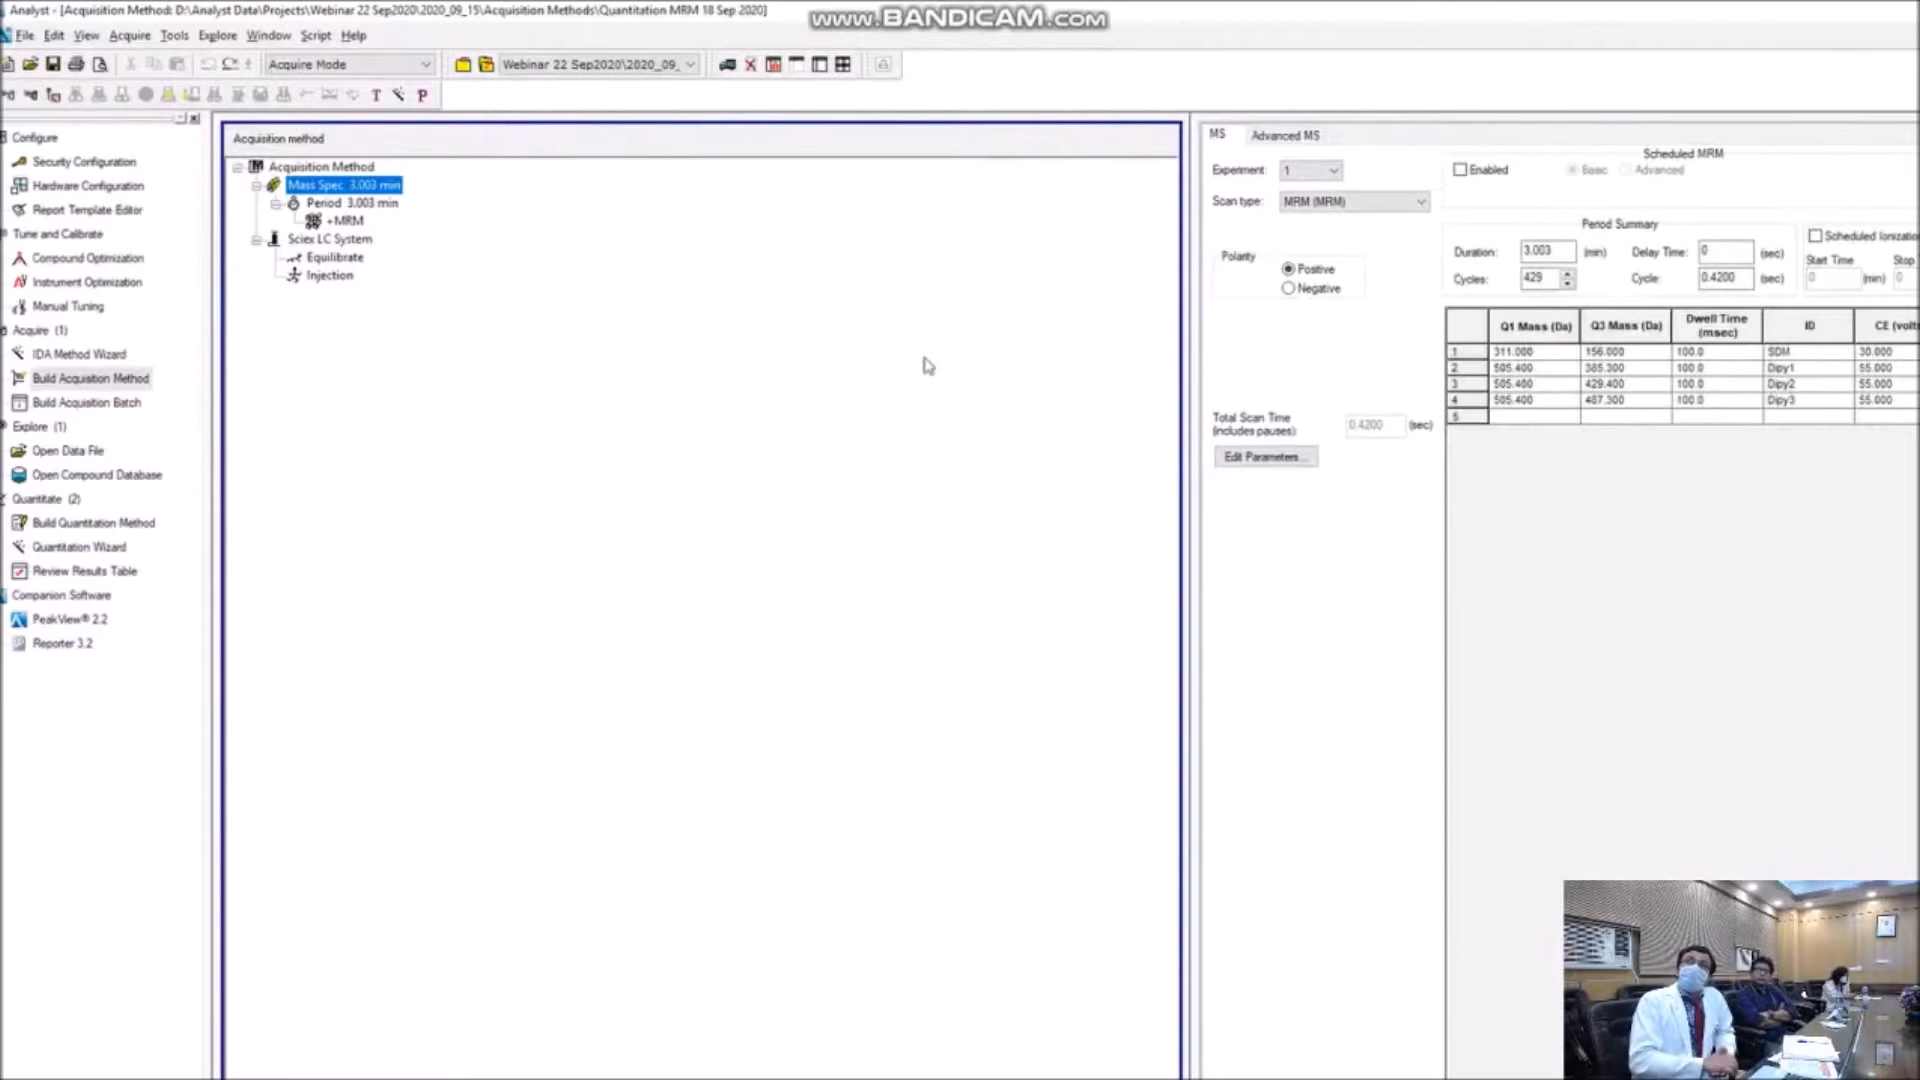 Analyst - [Acquisition Method: D:\Analyst Data\Projects\Webinar 22 Sep2020\2020_09_15\Acquisition Methods\Quantitation MRM 18 Sep 2020]
www.BANDICAM.com
File Edit View Acquire Tools Explore Window Script Help
Acquire Mode
Webinar 22 Sep2020\2020_09_
T P
Configure
Security Configuration
Hardware Configuration
Report Template Editor
Tune and Calibrate
Compound Optimization
Instrument Optimization
Manual Tuning
Acquire (1)
IDA Method Wizard
Build Acquisition Method
Build Acquisition Batch
Explore (1)
Open Data File
Open Compound Database
Quantitate (2)
Build Quantitation Method
Quantitation Wizard
Review Results Table
Companion Software
PeakView® 2.2
Reporter 3.2
Acquisition method
Acquisition Method
Mass Spec 3.003 min
Period 3.003 min
+MRM
Sciex LC System
Equilibrate
Injection
MS Advanced MS
Experiment: 1
Scan type: MRM (MRM)
Polarity
Positive
Negative
Total Scan Time
(includes pauses): 0.4200 (sec)
Edit Parameters...
Scheduled MRM
Enabled Basic Advanced
Period Summary
Duration: 3.003 (min) Delay Time: 0 (sec)
Cycles: 429 Cycle: 0.4200 (sec)
Scheduled Ionizatio
Start Time Stop
0 (min) 0
Q1 Mass (Da) Q3 Mass (Da) Dwell Time (msec) ID CE (volts
1 311.000 156.000 100.0 SDM 30.000
2 505.400 385.300 100.0 Dipy1 55.000
3 505.400 429.400 100.0 Dipy2 55.000
4 505.400 487.300 100.0 Dipy3 55.000
5